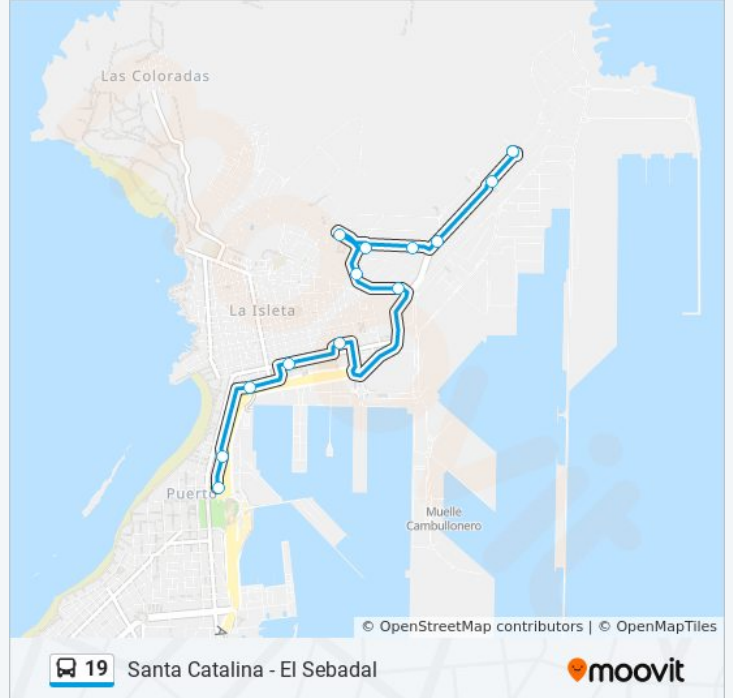 Las Coloradas
La Isleta
Puerto
Muelle
Cambullonero
© OpenStreetMap contributors | © OpenMapTiles
19 Santa Catalina - El Sebadal moovit